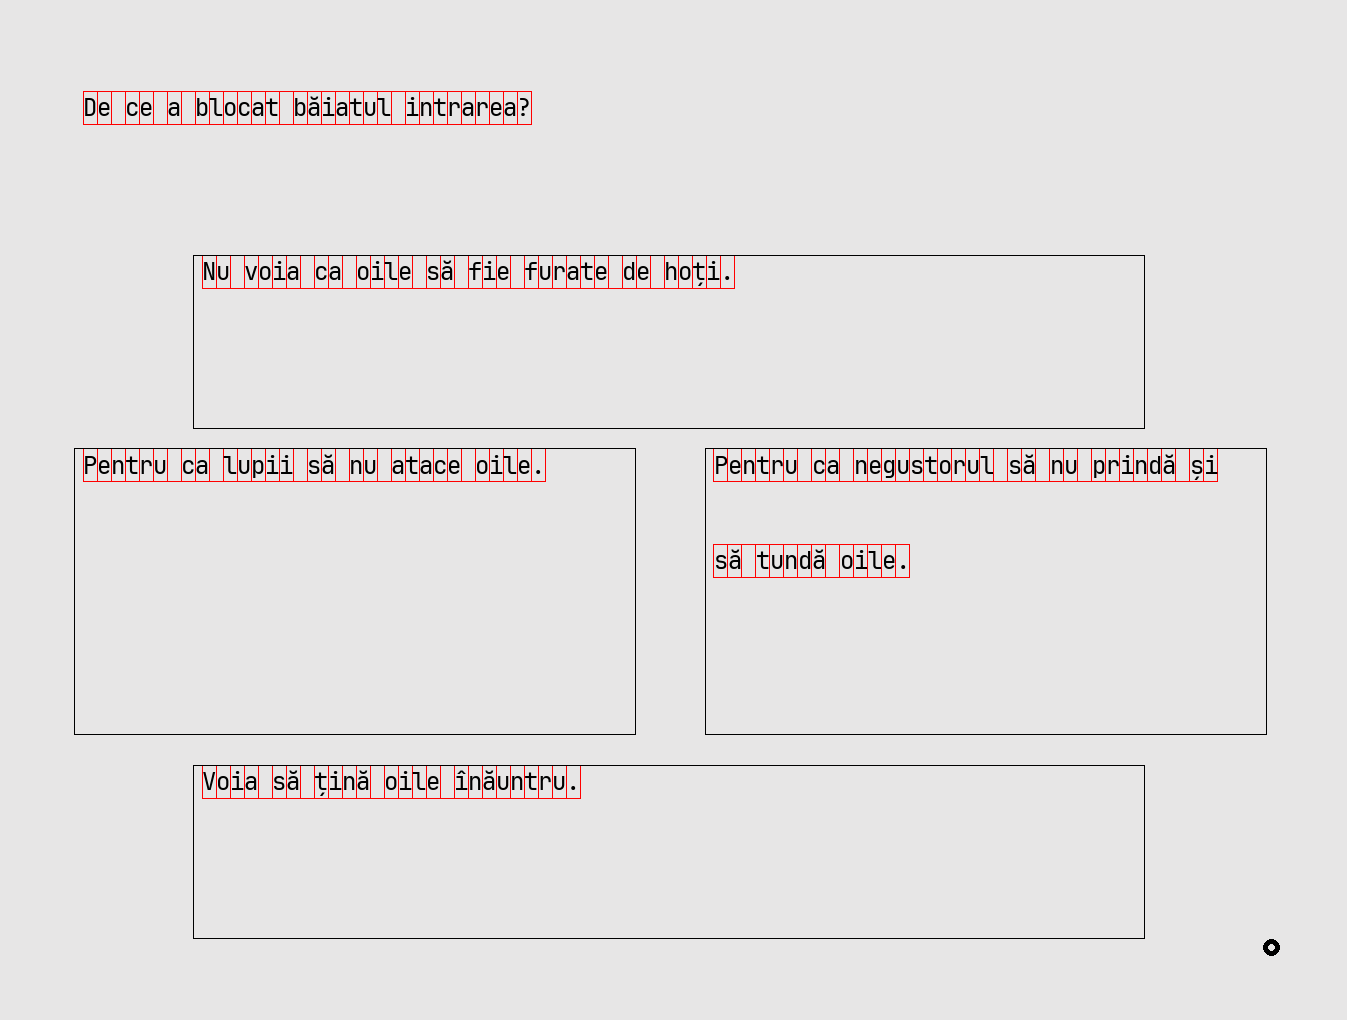 De ce a blocat băiatul intrarea?
Nu voia ca oile să fie furate de hoți.
Pentru ca lupii să nu atace oile.
Pentru ca negustorul să nu prindă și
să tundă oile.
Voia să țină oile înăuntru.